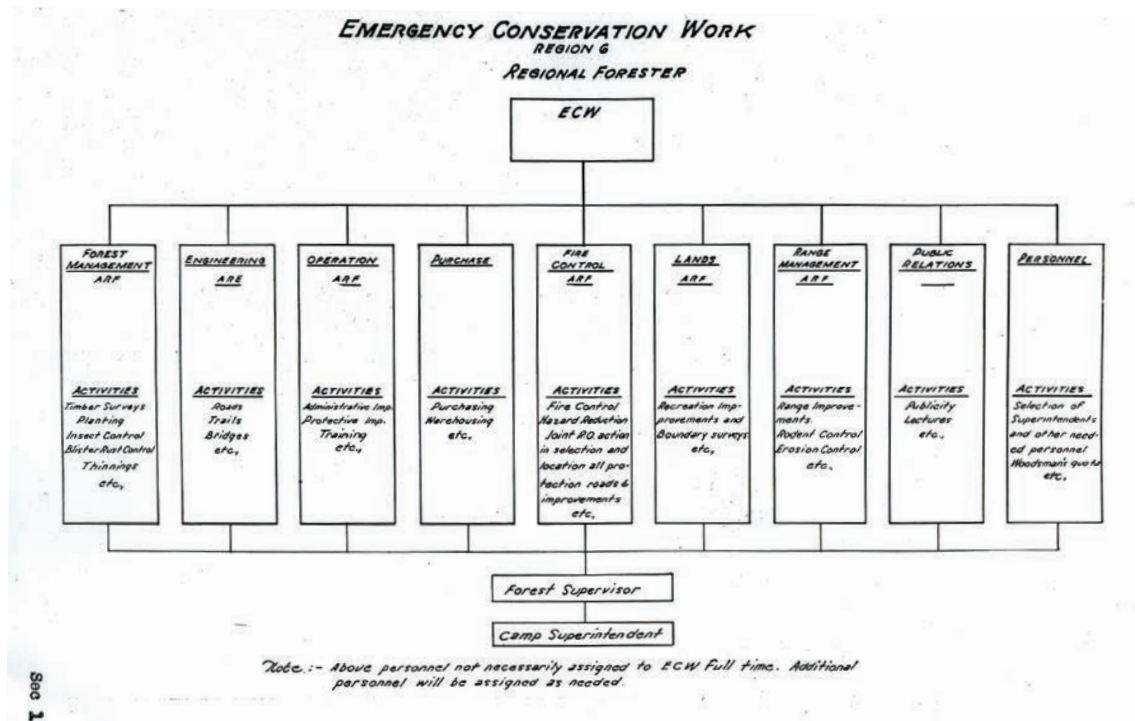 EMERGENCY CONSERVATION WORK
REGION 6
REGIONAL FORESTER
ECW
FOREST
MANAGEMENT
ARF
ACTIVITIES
Timber Surveys
Planting
Insect Control
Blister Rust Control
Thinnings
etc,
ENGINEERING
ARE
ACTIVITIES
Roads
Trails
Bridges
etc,
OPERATION
ARF
ACTIVITIES
Administrative Imp.
Protective Imp.
Training
etc.,
PURCHASE
ACTIVITIES
Purchasing
Warehousing
etc.
FIRE
CONTROL
ARF
ACTIVITIES
Fire Control
Hazard Reduction
Joint R.O. action
in selection and
location all pro-
tection roads &
improvements
etc.
LANDS
ARF
ACTIVITIES
Recreation Imp-
provements and
Boundary surveys
etc,
RANGE
MANAGEMENT
ARF
ACTIVITIES
Range Improve-
ments.
Rodent Control
Erosion Control
etc.
PUBLIC
RELATIONS
ACTIVITIES
Publicity
Lectures
etc.,
PERSONNEL
ACTIVITIES
Selection of
Superintendents
and other need-
ed personnel
Woodsman's quota
etc.
Forest Supervisor
Camp Superintendent
Note:- Above personnel not necessarily assigned to ECW Full time. Additional
personnel will be assigned as needed.
Sec 1